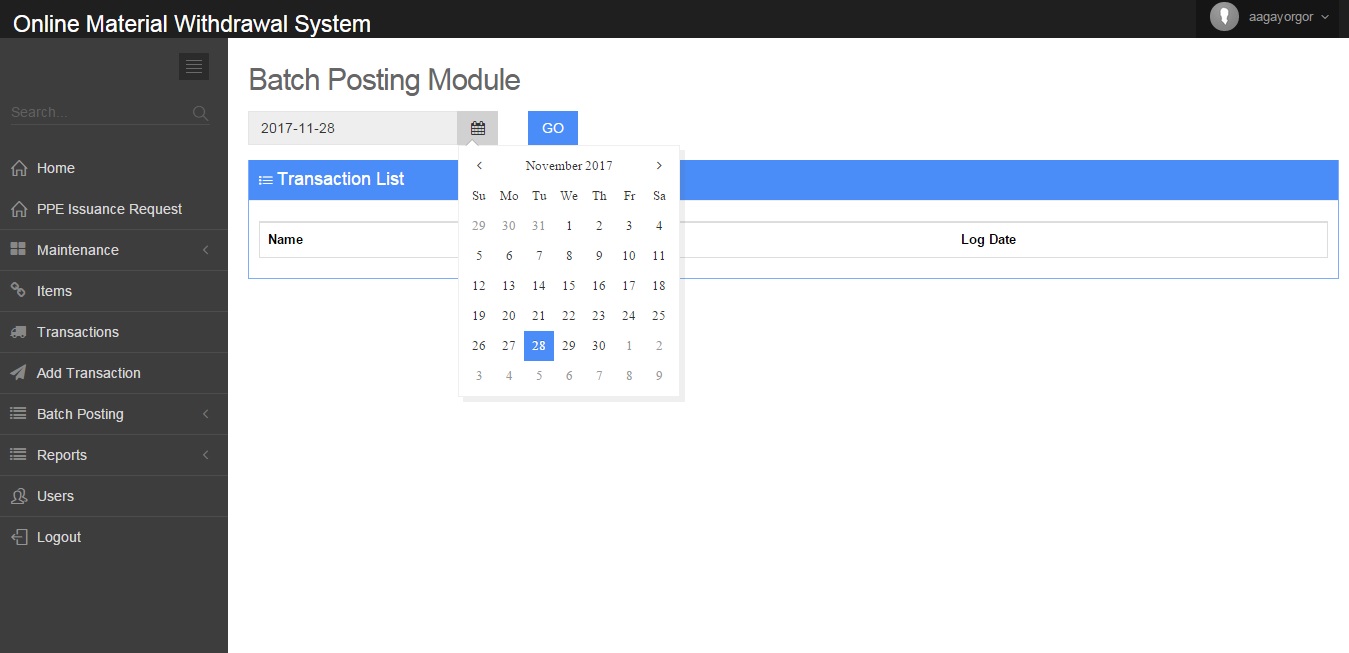 Online Material Withdrawal System
aagayorgor
Search...
Home
PPE Issuance Request
Maintenance
Items
Transactions
Add Transaction
Batch Posting
Reports
Users
Logout
Batch Posting Module
2017-11-28
GO
Transaction List
Name
Log Date
November 2017
Su Mo Tu We Th Fr Sa
29 30 31 1 2 3 4
5 6 7 8 9 10 11
12 13 14 15 16 17 18
19 20 21 22 23 24 25
26 27 28 29 30 1 2
3 4 5 6 7 8 9